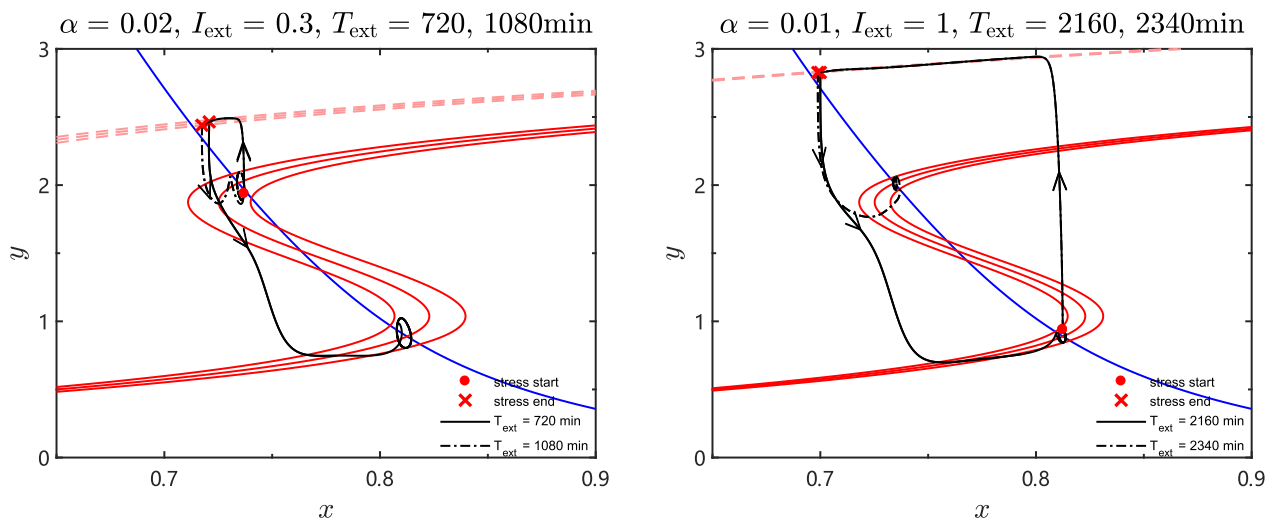 α = 0.02, I_ext = 0.3, T_ext = 720, 1080min
3
2
1
0
y
0.7
0.8
0.9
x
stress start
stress end
T_ext = 720 min
T_ext = 1080 min
α = 0.01, I_ext = 1, T_ext = 2160, 2340min
3
2
1
0
y
0.7
0.8
0.9
x
stress start
stress end
T_ext = 2160 min
T_ext = 2340 min